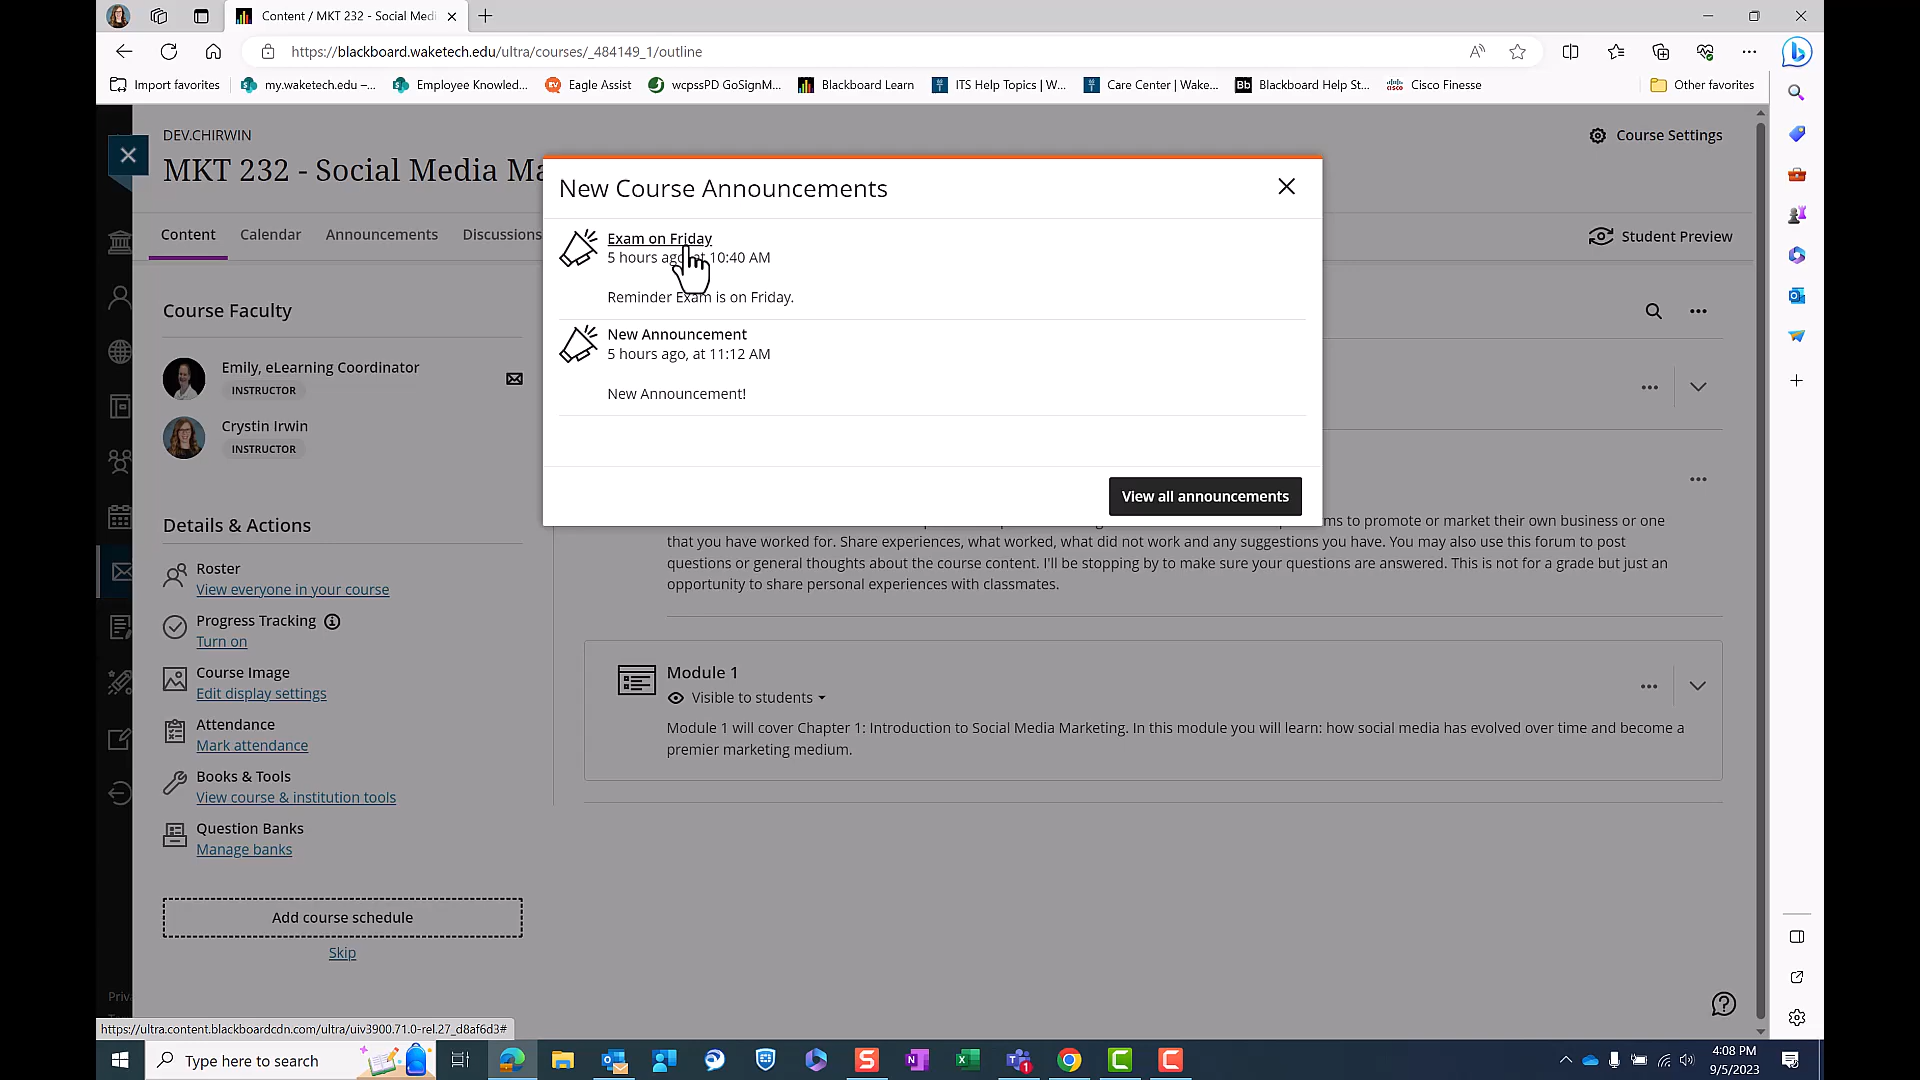 Content / MKT 232 - Social Medi
https://blackboard.waketech.edu/ultra/courses/_484149_1/outline
Import favorites
my.waketech.edu –...
Employee Knowled...
Eagle Assist
wcpssPD GoSignM...
Blackboard Learn
ITS Help Topics | W...
Care Center | Wake...
Blackboard Help St...
Cisco Finesse
Other favorites
DEV.CHIRWIN
Course Settings
MKT 232 - Social Media Ma
Content
Calendar
Announcements
Discussions
Student Preview
New Course Announcements
Exam on Friday
5 hours ago, at 10:40 AM
Reminder Exam is on Friday.
New Announcement
5 hours ago, at 11:12 AM
New Announcement!
View all announcements
Course Faculty
Emily, eLearning Coordinator
INSTRUCTOR
Crystin Irwin
INSTRUCTOR
Details & Actions
Roster
View everyone in your course
Progress Tracking
Turn on
Course Image
Edit display settings
Attendance
Mark attendance
Books & Tools
View course & institution tools
Question Banks
Manage banks
Add course schedule
Skip
ms to promote or market their own business or one
that you have worked for. Share experiences, what worked, what did not work and any suggestions you have. You may also use this forum to post
questions or general thoughts about the course content. I'll be stopping by to make sure your questions are answered. This is not for a grade but just an
opportunity to share personal experiences with classmates.
Module 1
Visible to students
Module 1 will cover Chapter 1: Introduction to Social Media Marketing. In this module you will learn: how social media has evolved over time and become a
premier marketing medium.
Priv
https://ultra.content.blackboardcdn.com/ultra/uiv3900.71.0-rel.27_d8af6d3#
Type here to search
4:08 PM
9/5/2023